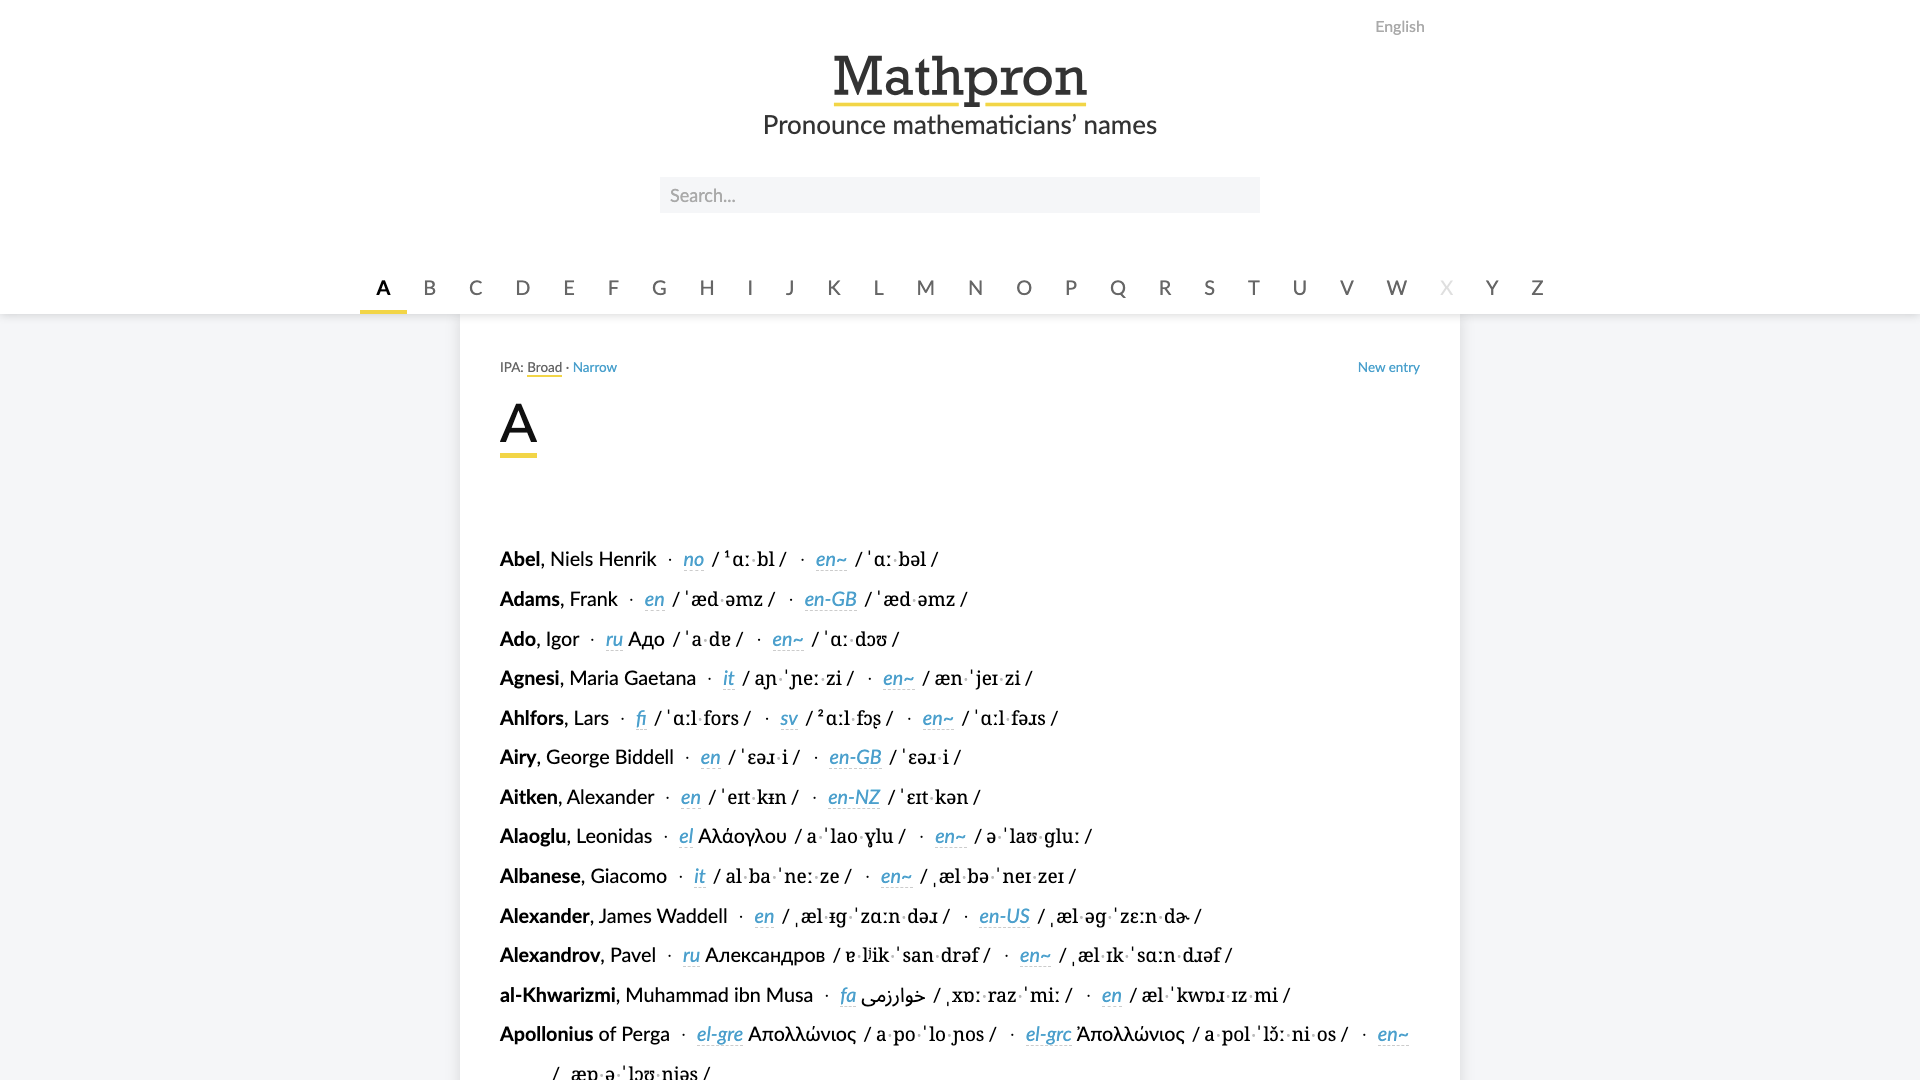 English
Mathpron
Pronounce mathematicians’ names
Search...
A B C D E F G H I J K L M N O P Q R S T U V W X Y Z
IPA: Broad · Narrow New entry
A
Abel, Niels Henrik · no / ¹ɑː·bl / · en~ / ˈɑː·bəl /
Adams, Frank · en / ˈæd·əmz / · en-GB / ˈæd·əmz /
Ado, Igor · ru Адо / ˈa·dɐ / · en~ / ˈɑː·dɔʊ /
Agnesi, Maria Gaetana · it / aɲ·ˈɲeː·zi / · en~ / æn·ˈjeɪ·zi /
Ahlfors, Lars · fi / ˈɑːl·fors / · sv / ²ɑːl·fɔʂ / · en~ / ˈɑːl·fəɹs /
Airy, George Biddell · en / ˈɛəɹ·i / · en-GB / ˈɛəɹ·i /
Aitken, Alexander · en / ˈeɪt·kɪn / · en-NZ / ˈɛɪt·kən /
Alaoglu, Leonidas · el Αλάογλου / a·ˈlao·ɣlu / · en~ / ə·ˈlaʊ·ɡluː /
Albanese, Giacomo · it / al·ba·ˈneː·ze / · en~ / ˌæl·bə·ˈneɪ·zeɪ /
Alexander, James Waddell · en / ˌæl·ᵻɡ·ˈzɑːn·dəɹ / · en-US / ˌæl·əɡ·ˈzɛːn·dɚ /
Alexandrov, Pavel · ru Александров / ɐ·lʲik·ˈsan·drəf / · en~ / ˌæl·ɪk·ˈsɑːn·dɹəf /
al-Khwarizmi, Muhammad ibn Musa · fa خوارزمی / ˌxɒː·raz·ˈmiː / · en / æl·ˈkwɒɹ·ɪz·mi /
Apollonius of Perga · el-gre Απολλώνιος / a·po·ˈlo·ɲos / · el-grc Ἀπολλώνιος / a·pol·ˈlɔ̌ː·ni·os / · en~
/ ˌæp·ə·ˈlɔʊ·niəs /